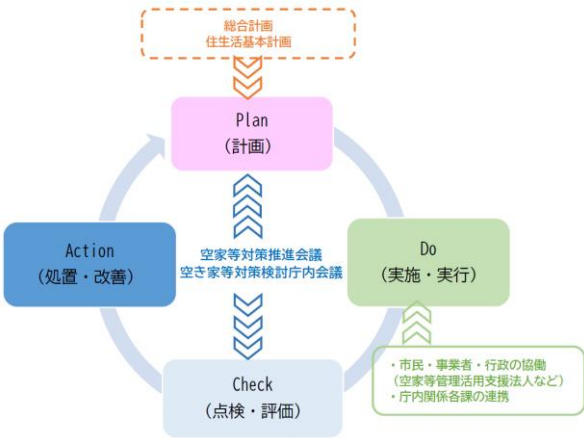 総合計画
住生活基本計画
Plan
（計画）
Action
（処置・改善）
空家等対策推進会議
空き家等対策検討庁内会議
Do
（実施・実行）
Check
（点検・評価）
・市民・事業者・行政の協働
（空家等管理活用支援法人など）
・庁内関係各課の連携